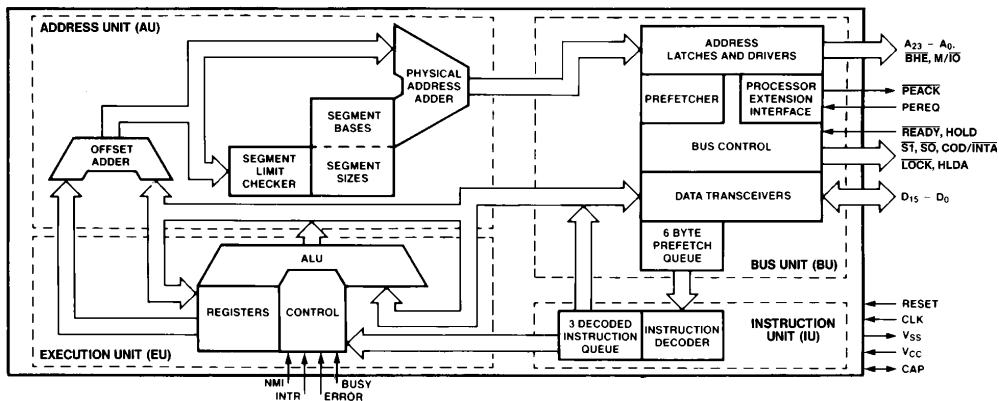 ADDRESS UNIT (AU)
OFFSET
ADDER
SEGMENT
LIMIT
CHECKER
SEGMENT
BASES
SEGMENT
SIZES
PHYSICAL
ADDRESS
ADDER
ADDRESS
LATCHES AND DRIVERS
PREFETCHER
PROCESSOR
EXTENSION
INTERFACE
BUS CONTROL
DATA TRANSCEIVERS
6 BYTE
PREFETCH
QUEUE
BUS UNIT (BU)
A23 – A0.
BHE, M/IO
PEACK
PEREQ
READY, HOLD
S1, SO, COD/INTA
LOCK, HLDA
D15 – D0
ALU
REGISTERS
CONTROL
EXECUTION UNIT (EU)
NMI
INTR
BUSY
ERROR
3 DECODED
INSTRUCTION
QUEUE
INSTRUCTION
DECODER
INSTRUCTION
UNIT (IU)
RESET
CLK
VSS
VCC
CAP